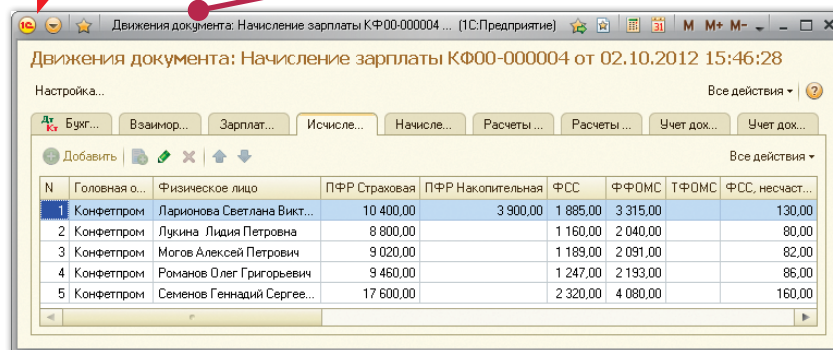 Движения документа: Начисление зарплаты КФ00-000004 ... (1С:Предприятие) 31 M M+ M-
Движения документа: Начисление зарплаты КФ00-000004 от 02.10.2012 15:46:28
Настройка... Все действия
Дт Кт Бухг... Взаимор... Зарплат... Исчисле... Начисле... Расчеты ... Расчеты ... Учет дох... Учет дох...
Добавить Все действия
N Головная о... Физическое лицо ПФР Страховая ПФР Накопительная ФСС ФФОМС ТФОМС ФСС, несчаст...
1 Конфетпром Ларионова Светлана Викт... 10 400,00 3 900,00 1 885,00 3 315,00 130,00
2 Конфетпром Лукина Лидия Петровна 8 800,00 1 160,00 2 040,00 80,00
3 Конфетпром Могов Алексей Петрович 9 020,00 1 189,00 2 091,00 82,00
4 Конфетпром Романов Олег Григорьевич 9 460,00 1 247,00 2 193,00 86,00
5 Конфетпром Семенов Геннадий Сергее... 17 600,00 2 320,00 4 080,00 160,00